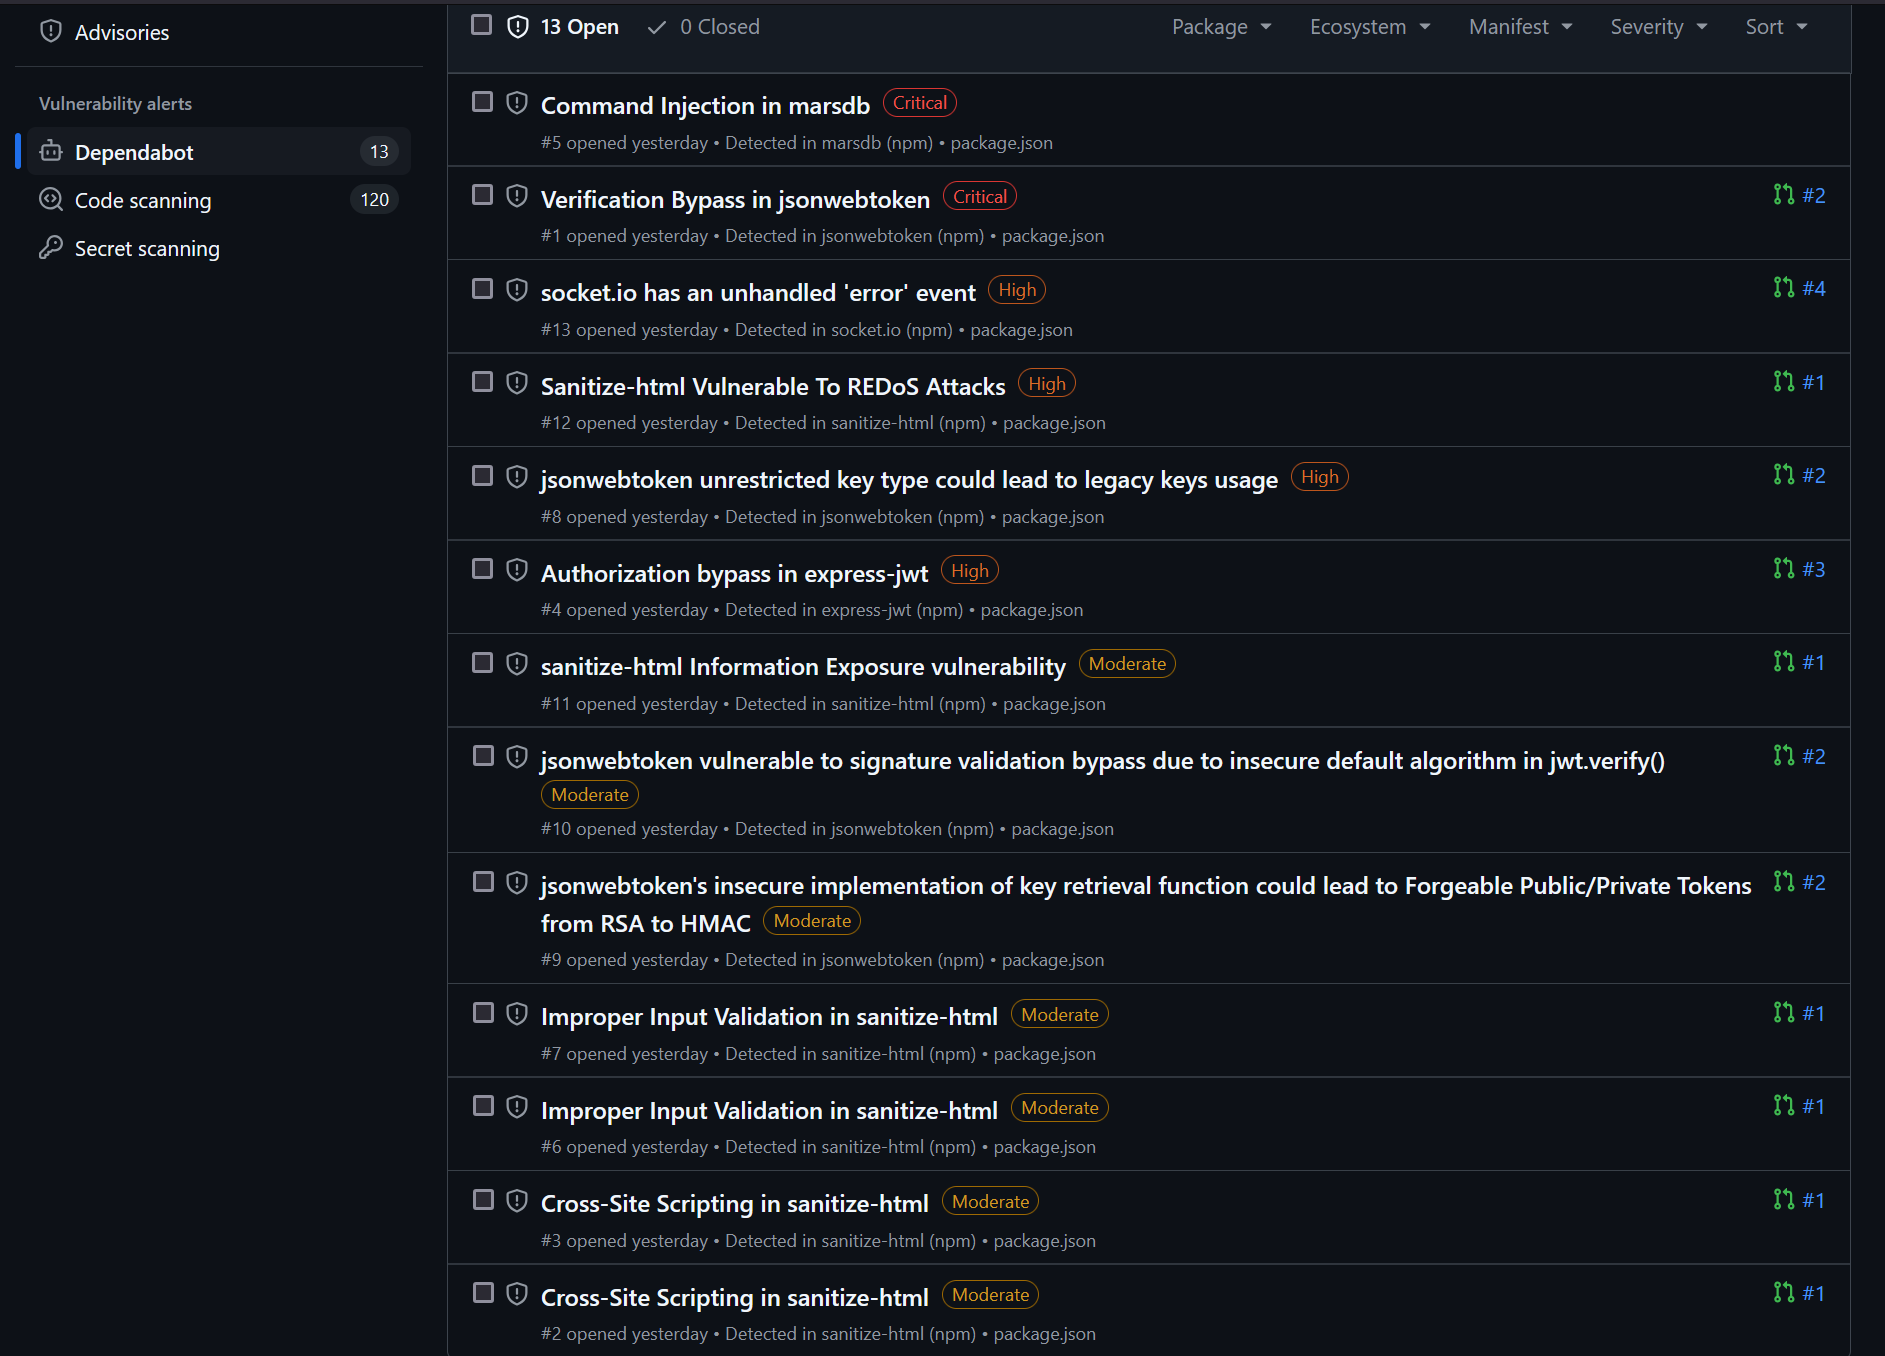 Advisories
Vulnerability alerts
Dependabot 13
Code scanning 120
Secret scanning
13 Open 0 Closed Package Ecosystem Manifest Severity Sort
Command Injection in marsdb Critical
#5 opened yesterday • Detected in marsdb (npm) • package.json
Verification Bypass in jsonwebtoken Critical #2
#1 opened yesterday • Detected in jsonwebtoken (npm) • package.json
socket.io has an unhandled 'error' event High #4
#13 opened yesterday • Detected in socket.io (npm) • package.json
Sanitize-html Vulnerable To REDoS Attacks High #1
#12 opened yesterday • Detected in sanitize-html (npm) • package.json
jsonwebtoken unrestricted key type could lead to legacy keys usage High #2
#8 opened yesterday • Detected in jsonwebtoken (npm) • package.json
Authorization bypass in express-jwt High #3
#4 opened yesterday • Detected in express-jwt (npm) • package.json
sanitize-html Information Exposure vulnerability Moderate #1
#11 opened yesterday • Detected in sanitize-html (npm) • package.json
jsonwebtoken vulnerable to signature validation bypass due to insecure default algorithm in jwt.verify() #2
Moderate
#10 opened yesterday • Detected in jsonwebtoken (npm) • package.json
jsonwebtoken's insecure implementation of key retrieval function could lead to Forgeable Public/Private Tokens #2
from RSA to HMAC Moderate
#9 opened yesterday • Detected in jsonwebtoken (npm) • package.json
Improper Input Validation in sanitize-html Moderate #1
#7 opened yesterday • Detected in sanitize-html (npm) • package.json
Improper Input Validation in sanitize-html Moderate #1
#6 opened yesterday • Detected in sanitize-html (npm) • package.json
Cross-Site Scripting in sanitize-html Moderate #1
#3 opened yesterday • Detected in sanitize-html (npm) • package.json
Cross-Site Scripting in sanitize-html Moderate #1
#2 opened yesterday • Detected in sanitize-html (npm) • package.json